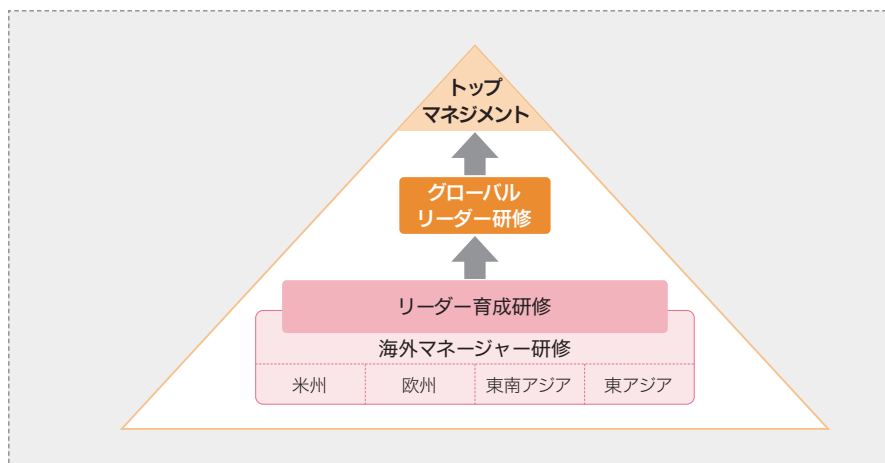 トップ
マネジメント
グローバル
リーダー研修
リーダー育成研修
海外マネージャー研修
米州
欧州
東南アジア
東アジア